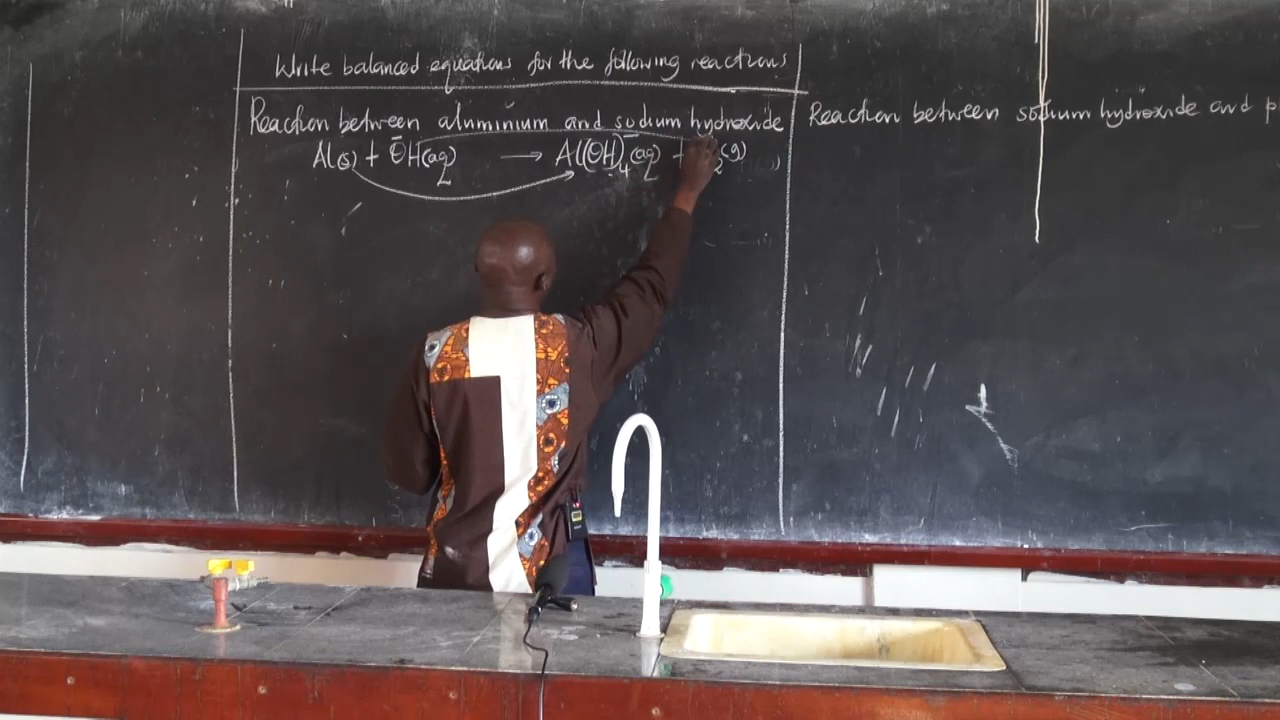 Write balanced equations for the following reactions
Reaction between aluminium and sodium hydroxide
Al(s) + ŌH(aq) → Al(OH)₄⁻(aq) + ₂(g)
Reaction between sodium hydroxide and p